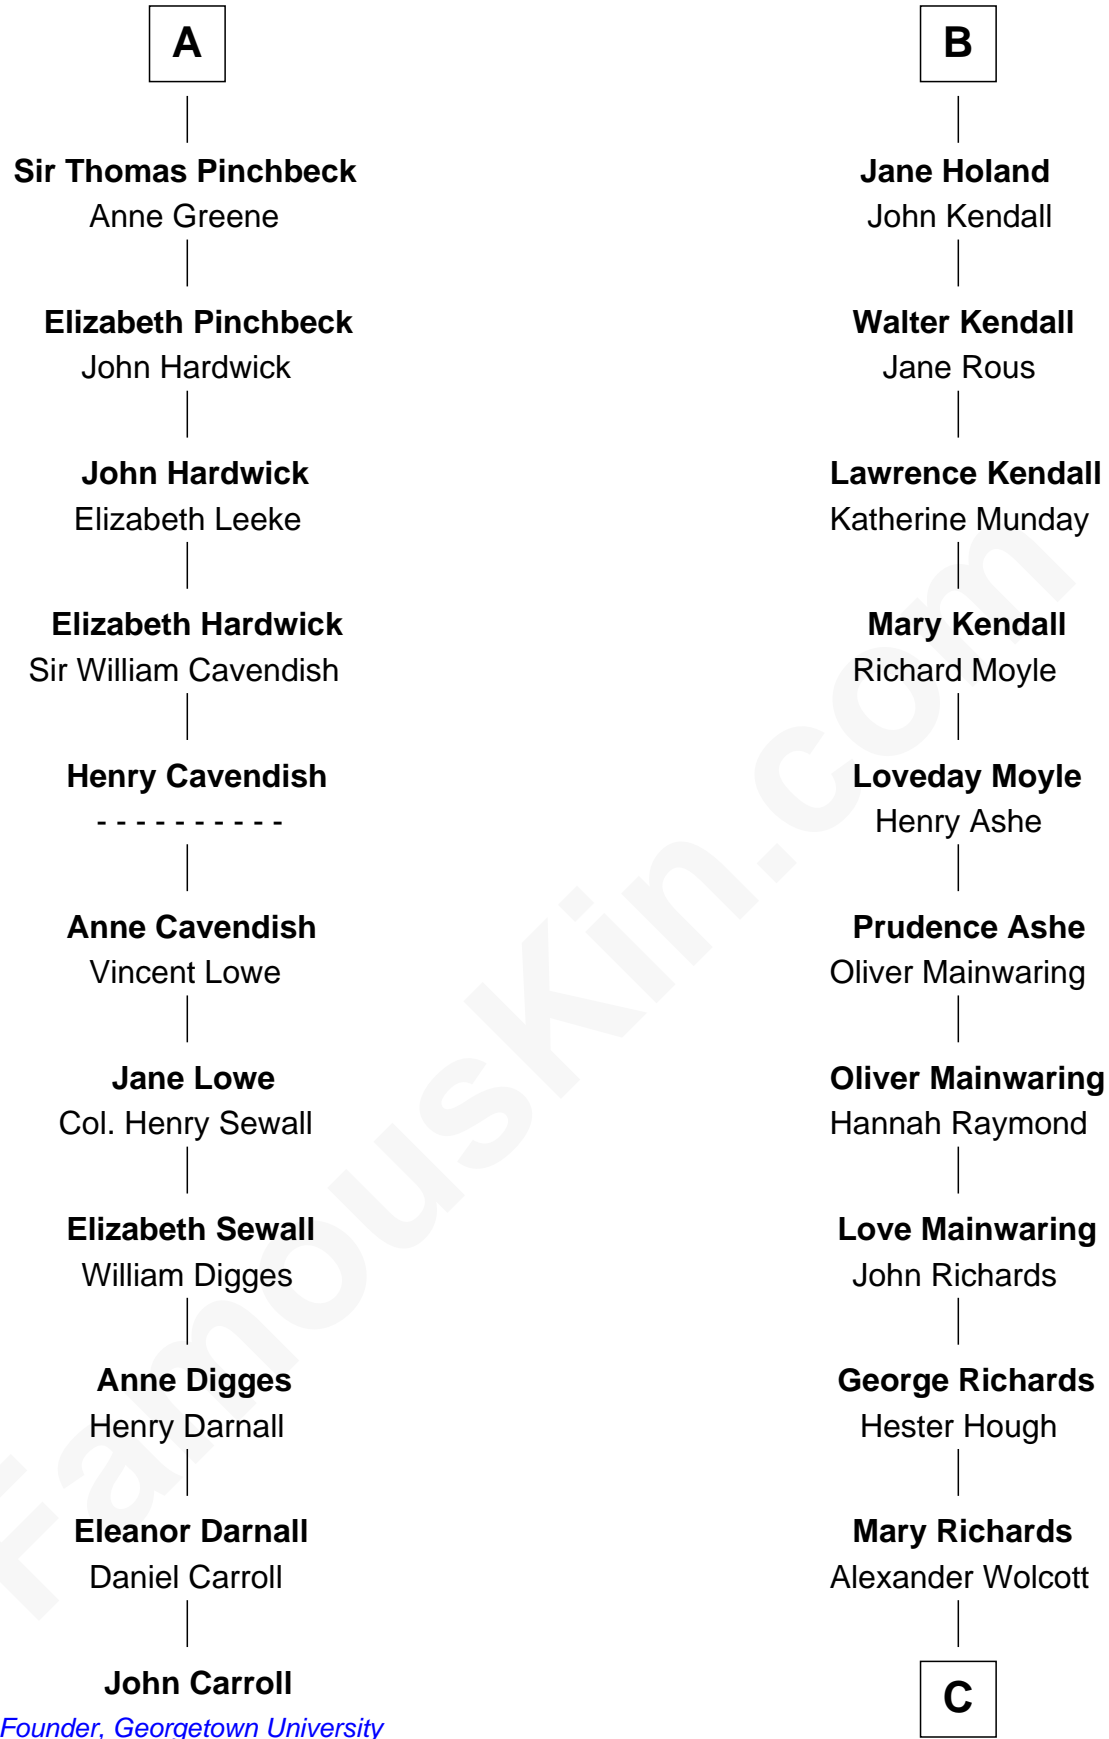 A
Sir Thomas Pinchbeck
Anne Greene
Elizabeth Pinchbeck
John Hardwick
John Hardwick
Elizabeth Leeke
Elizabeth Hardwick
Sir William Cavendish
Henry Cavendish
- - - - - - - - - -
Anne Cavendish
Vincent Lowe
Jane Lowe
Col. Henry Sewall
Elizabeth Sewall
William Digges
Anne Digges
Henry Darnall
Eleanor Darnall
Daniel Carroll
John Carroll
Founder, Georgetown University
B
Jane Holand
John Kendall
Walter Kendall
Jane Rous
Lawrence Kendall
Katherine Munday
Mary Kendall
Richard Moyle
Loveday Moyle
Henry Ashe
Prudence Ashe
Oliver Mainwaring
Oliver Mainwaring
Hannah Raymond
Love Mainwaring
John Richards
George Richards
Hester Hough
Mary Richards
Alexander Wolcott
C
FamousKin.com